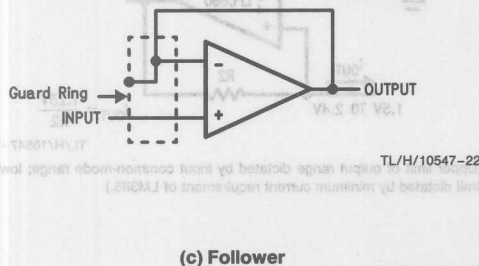 −
Guard Ring
OUTPUT
INPUT
+
TL/H/10547–22
(c) Follower